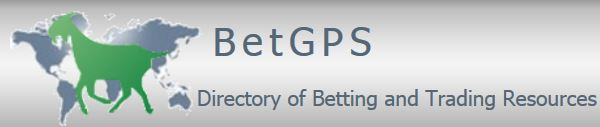 BetGPS
Directory of Betting and Trading Resources